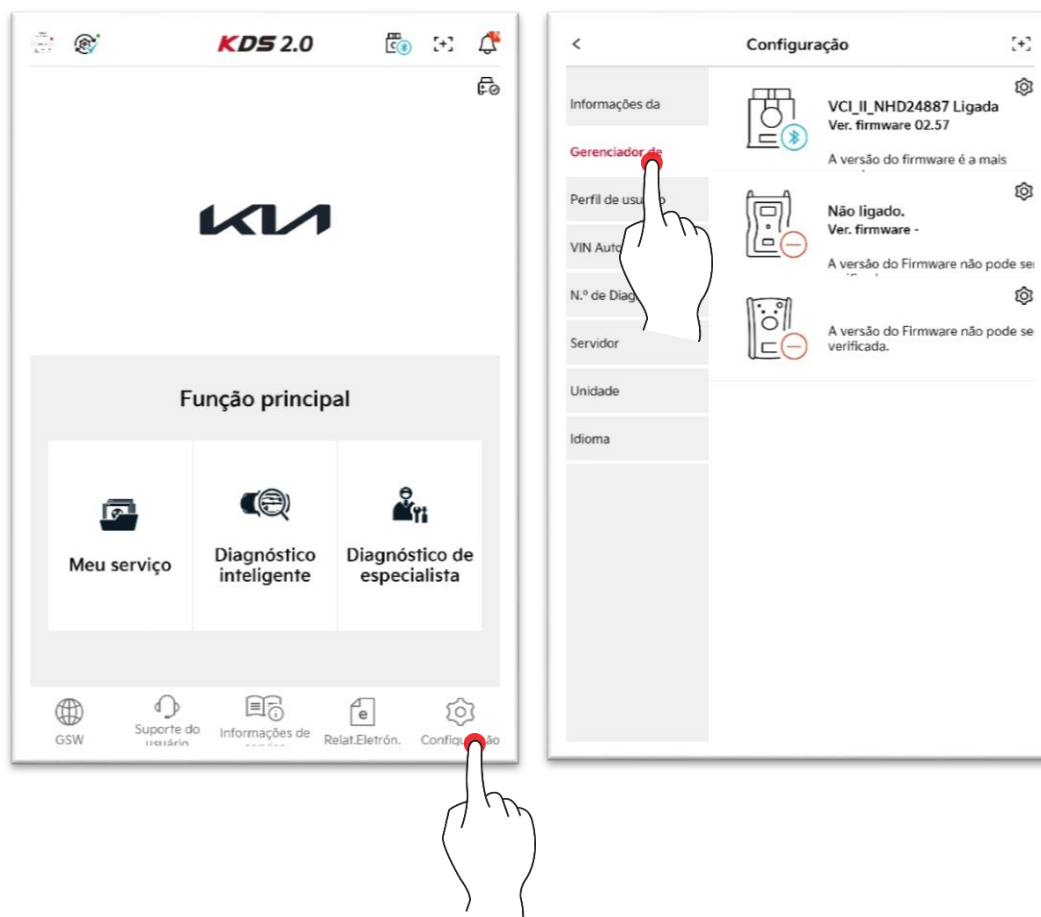 KDS 2.0
KIA
Função principal
Meu serviço
Diagnóstico
inteligente
Diagnóstico de
especialista
GSW
Suporte do
usuário
Informações de
Relat.Eletrón.
Configuração
Configuração
Informações da
Gerenciador de
Perfil de usuário
VIN Auto
N.º de Diag
Servidor
Unidade
Idioma
VCI_II_NHD24887 Ligada
Ver. firmware 02.57
A versão do firmware é a mais
Não ligado.
Ver. firmware -
A versão do Firmware não pode se
A versão do Firmware não pode se
verificada.